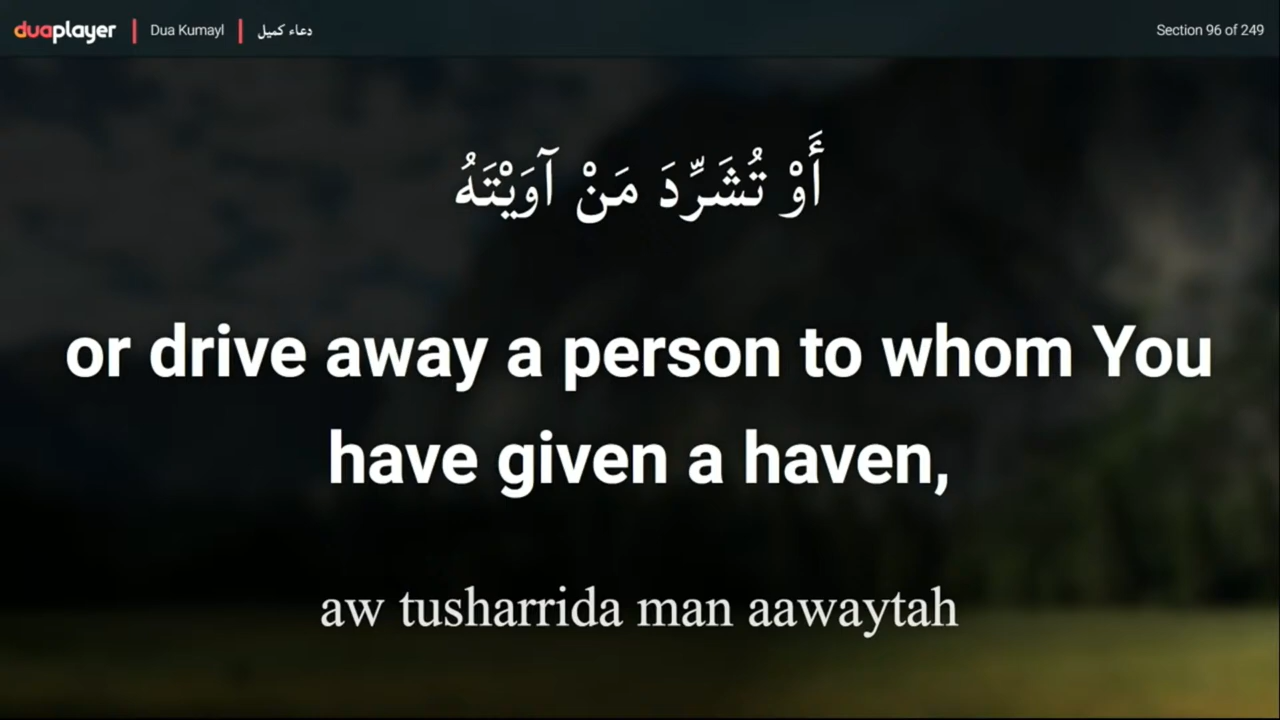 duaplayer | Dua Kumayl | دعاء كميل
Section 96 of 249
أَوْ تُشَرِّدَ مَنْ آوَيْتَهُ
or drive away a person to whom You
have given a haven,
aw tusharrida man aawaytah